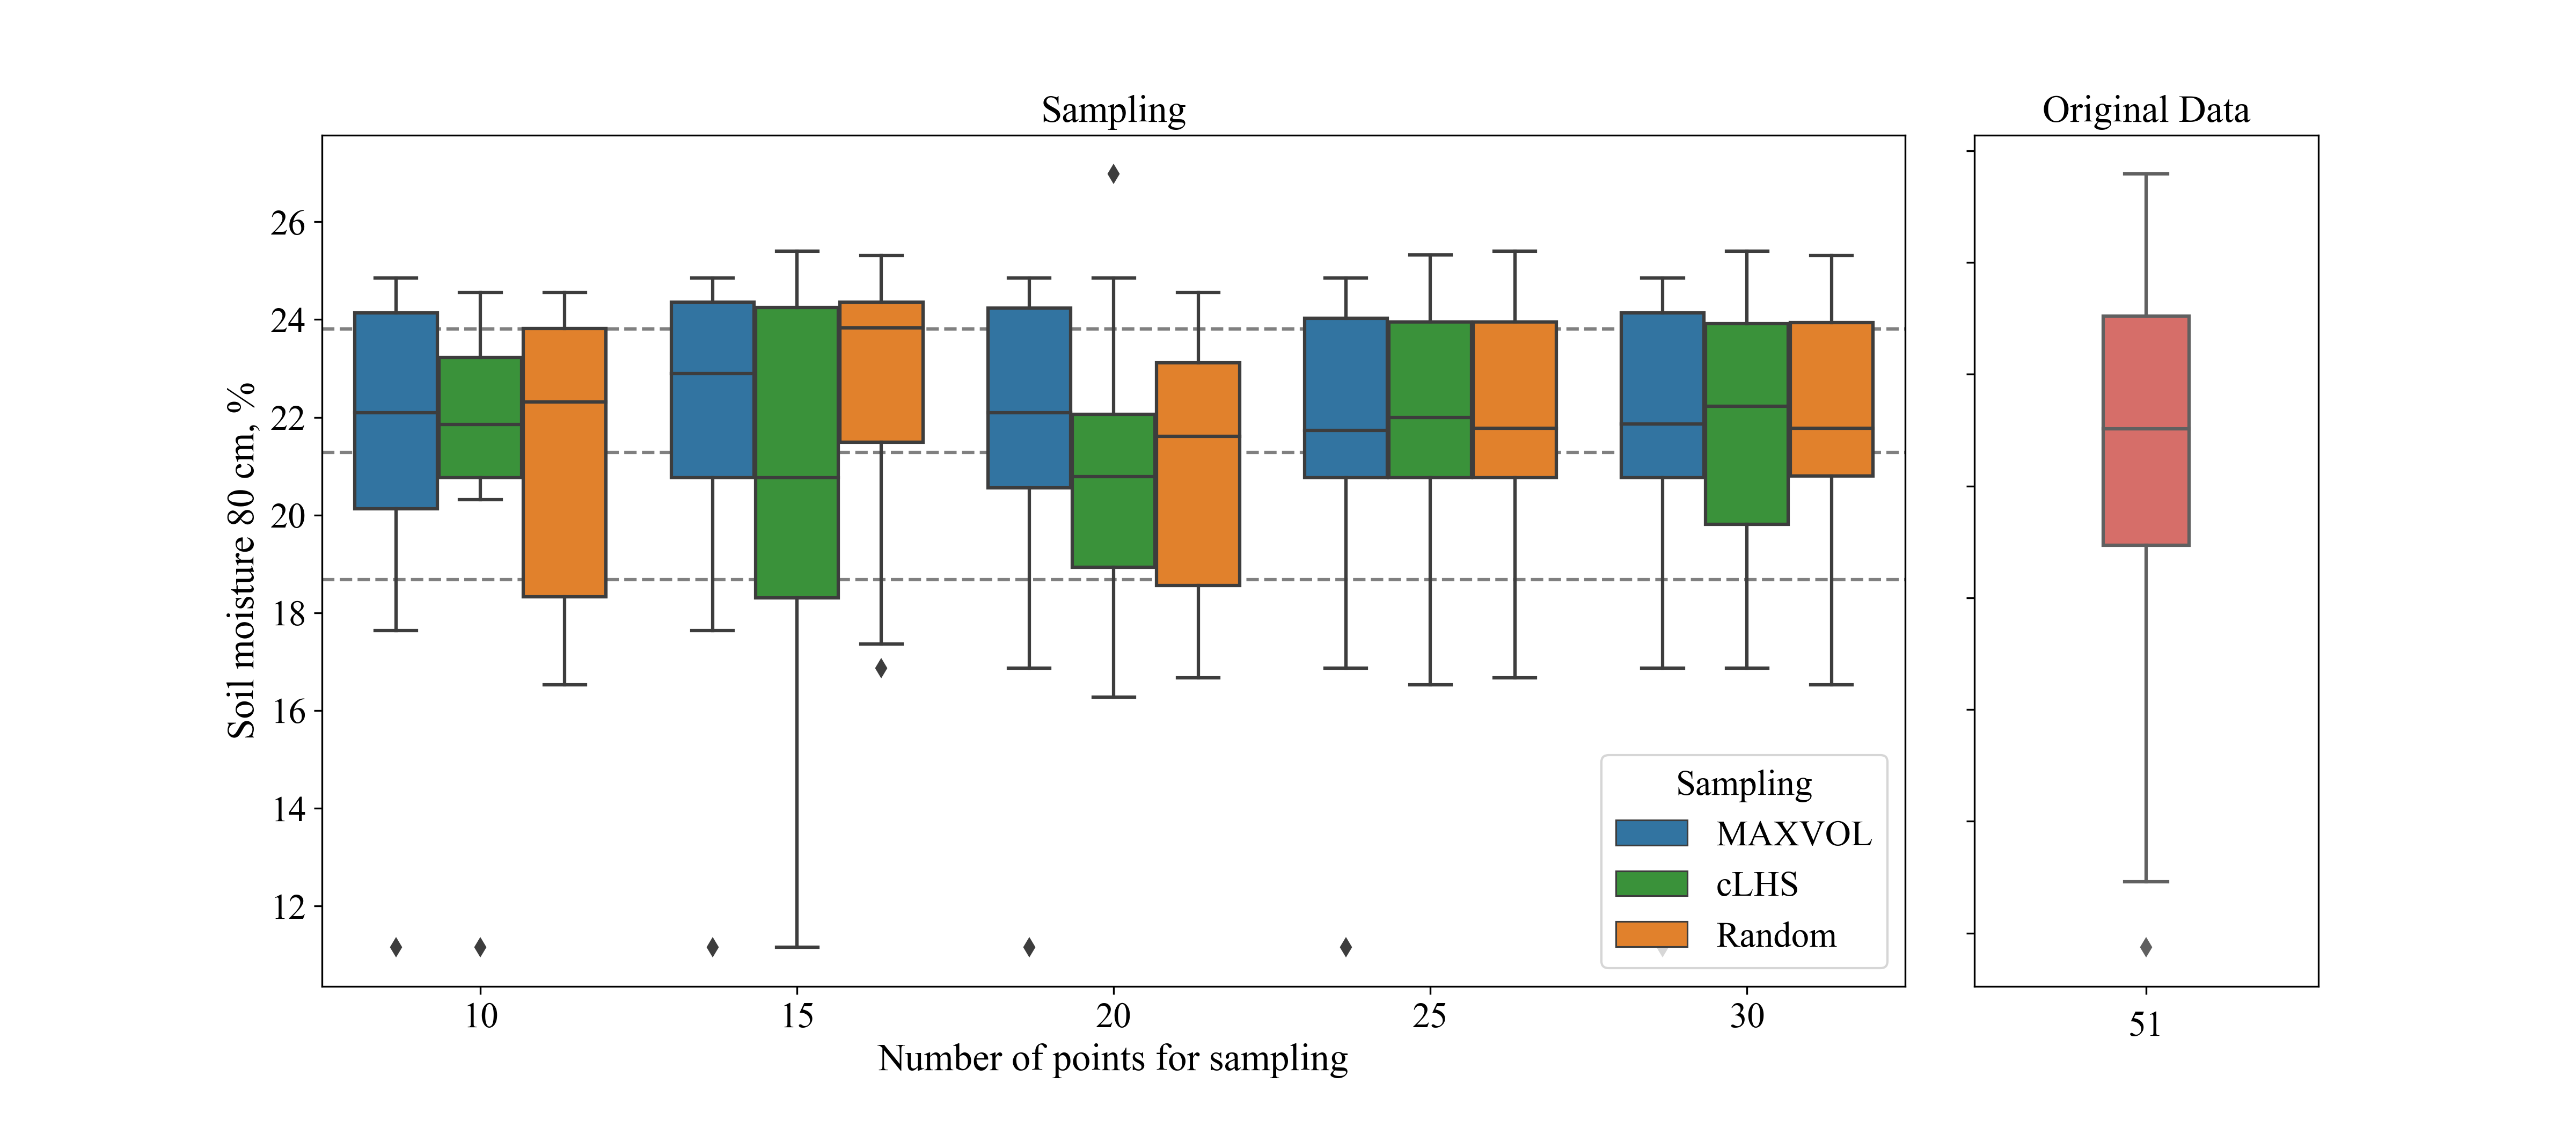 Sampling
Original Data
Soil moisture 80 cm, %
26
24
22
20
18
16
14
12
Sampling
MAXVOL
cLHS
Random
10
15
20
25
30
51
Number of points for sampling